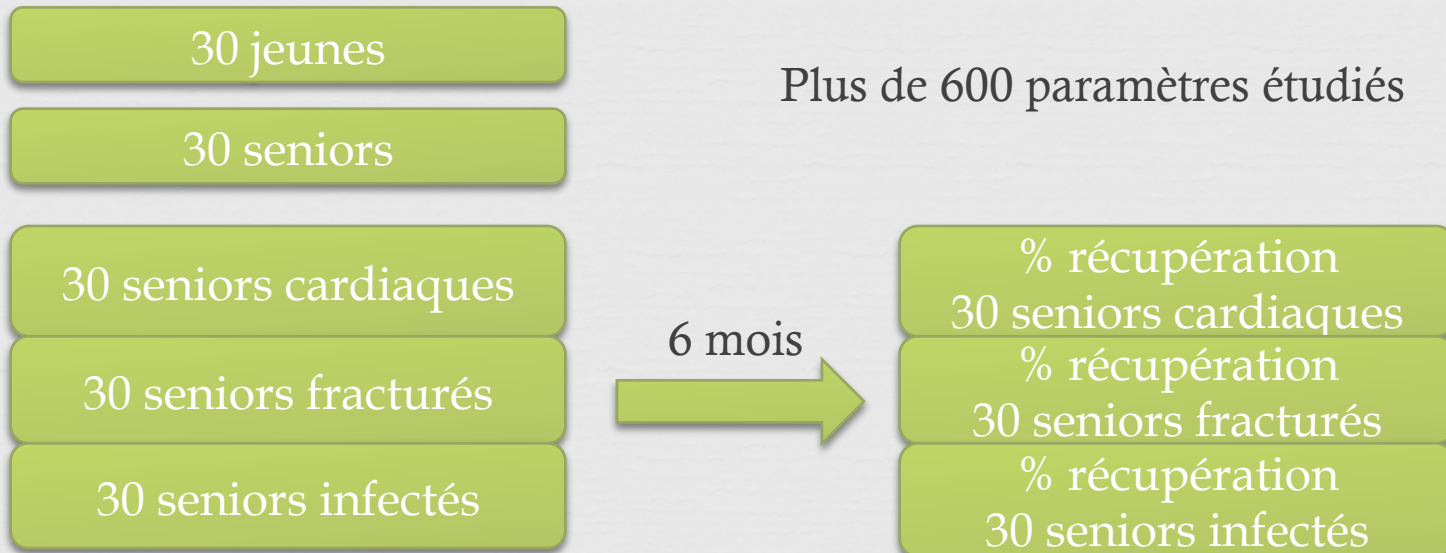 30 jeunes
Plus de 600 paramètres étudiés
30 seniors
30 seniors cardiaques
30 seniors fracturés
30 seniors infectés
6 mois
% récupération
30 seniors cardiaques
% récupération
30 seniors fracturés
% récupération
30 seniors infectés